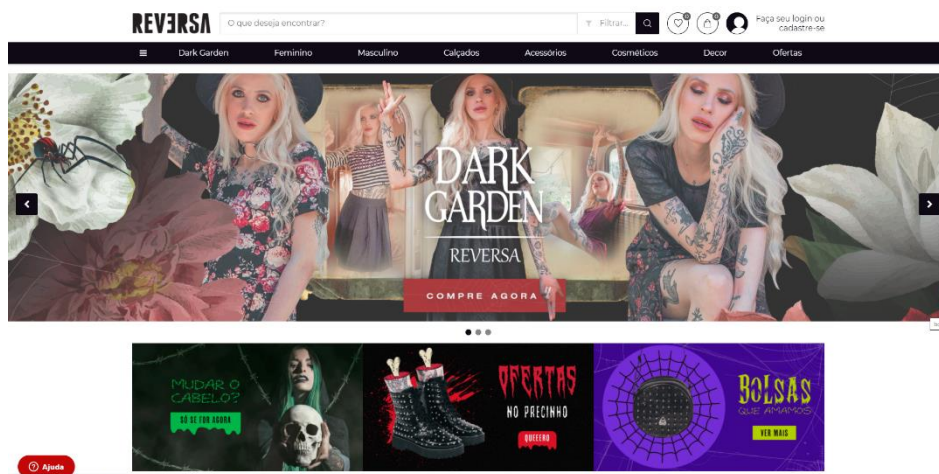 REVERSA
O que deseja encontrar?
Filtrar...
0
0
Faça seu login ou
cadastre-se
Dark Garden
Feminino
Masculino
Calçados
Acessórios
Cosméticos
Decor
Ofertas
DARK
GARDEN
REVERSA
COMPRE AGORA
MUDAR O
CABELO?
SÓ SE FOR AGORA
OFERTAS
NO PRECINHO
QUEEERO
BOLSAS
QUE AMAMOS
VER MAIS
? Ajuda